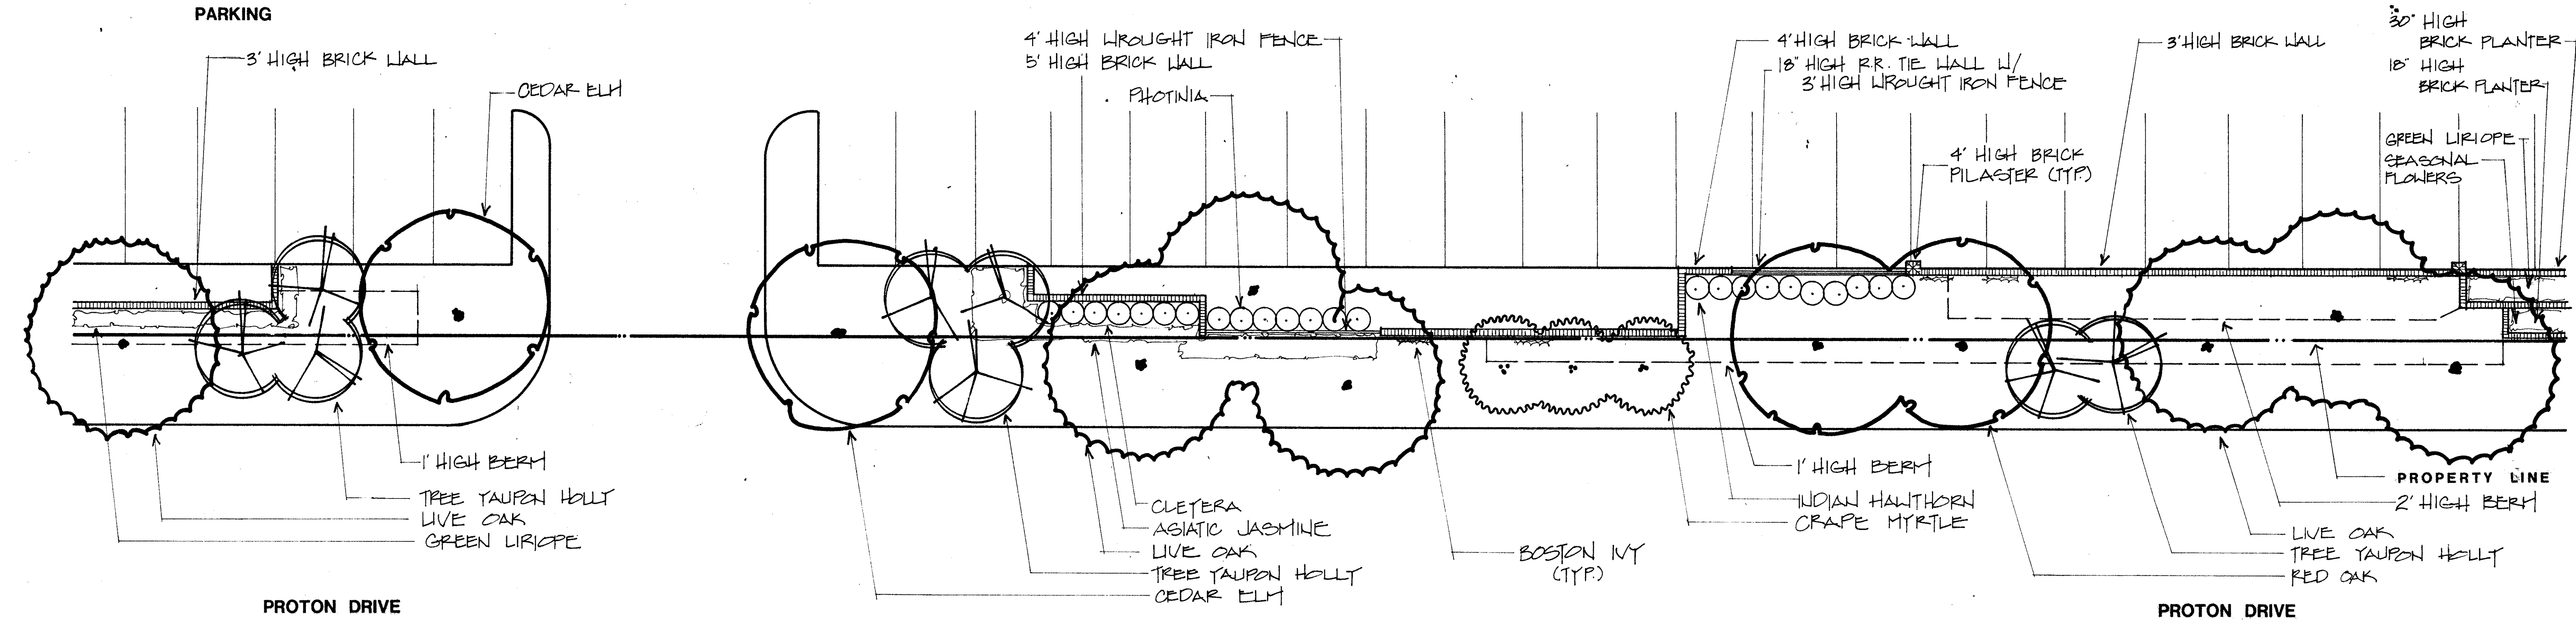 PARKING
3' HIGH BRICK WALL
CEDAR ELM
4' HIGH WROUGHT IRON FENCE
5' HIGH BRICK WALL
PHOTINIA
4' HIGH BRICK WALL
18" HIGH R.R. TIE WALL W/
3' HIGH WROUGHT IRON FENCE
4' HIGH BRICK
PILASTER (TYP.)
3' HIGH BRICK WALL
30" HIGH
BRICK PLANTER
18" HIGH
BRICK PLANTER
GREEN LIRIOPE
SEASONAL
FLOWERS
1' HIGH BERM
TREE YAUPON HOLLY
LIVE OAK
GREEN LIRIOPE
CLEYERA
ASIATIC JASMINE
LIVE OAK
TREE YAUPON HOLLY
CEDAR ELM
BOSTON IVY
(TYP.)
1' HIGH BERM
INDIAN HAWTHORN
CRAPE MYRTLE
PROPERTY LINE
2' HIGH BERM
LIVE OAK
TREE YAUPON HOLLY
RED OAK
PROTON DRIVE
PROTON DRIVE